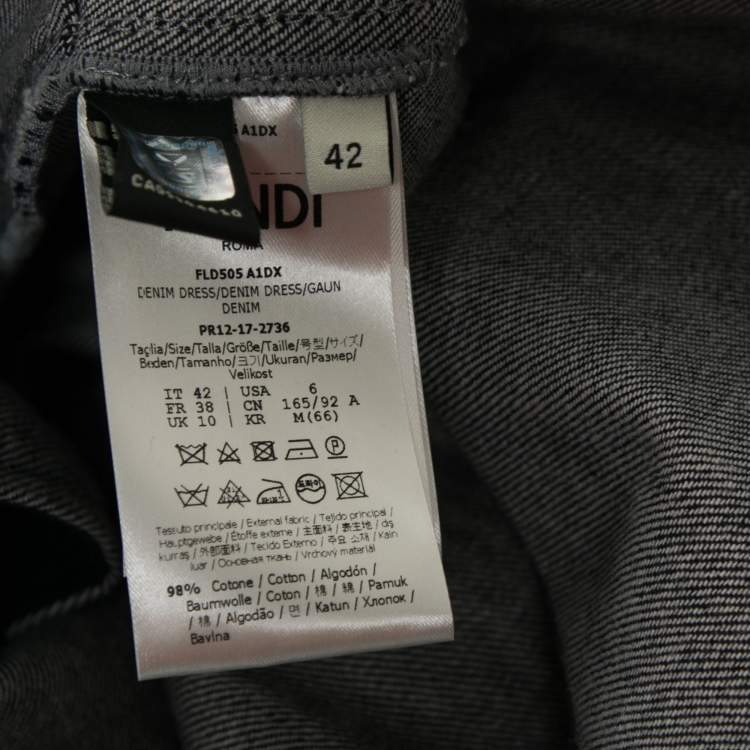 A1DX
42
NDI
ROMA
FLD505 A1DX
DENIM DRESS/DENIM DRESS/GAUN
DENIM
PR12-17-2736
Taglia/Size/Talla/Größe/Taille/号型/サイズ/
Beden/Tamanho/크기/Ukuran/Размер/
Velikost
IT 42 | USA 6
FR 38 | CN 165/92 A
UK 10 | KR M(66)
P
드라이
Tessuto principale / External fabric / Tejido principal /
Hauptgewebe / Étoffe externe / 主面料 / 表生地 / dış
kumaş / 外部面料 / Tecido Externo / 주요 소재 / Kain
luar / Основная ткань / Vrchový materiál
98% Cotone / Cotton / Algodón /
Baumwolle / Coton / 棉 / 綿 / Pamuk
/ 棉 / Algodão / 면 / Katun / Хлопок /
Bavlna